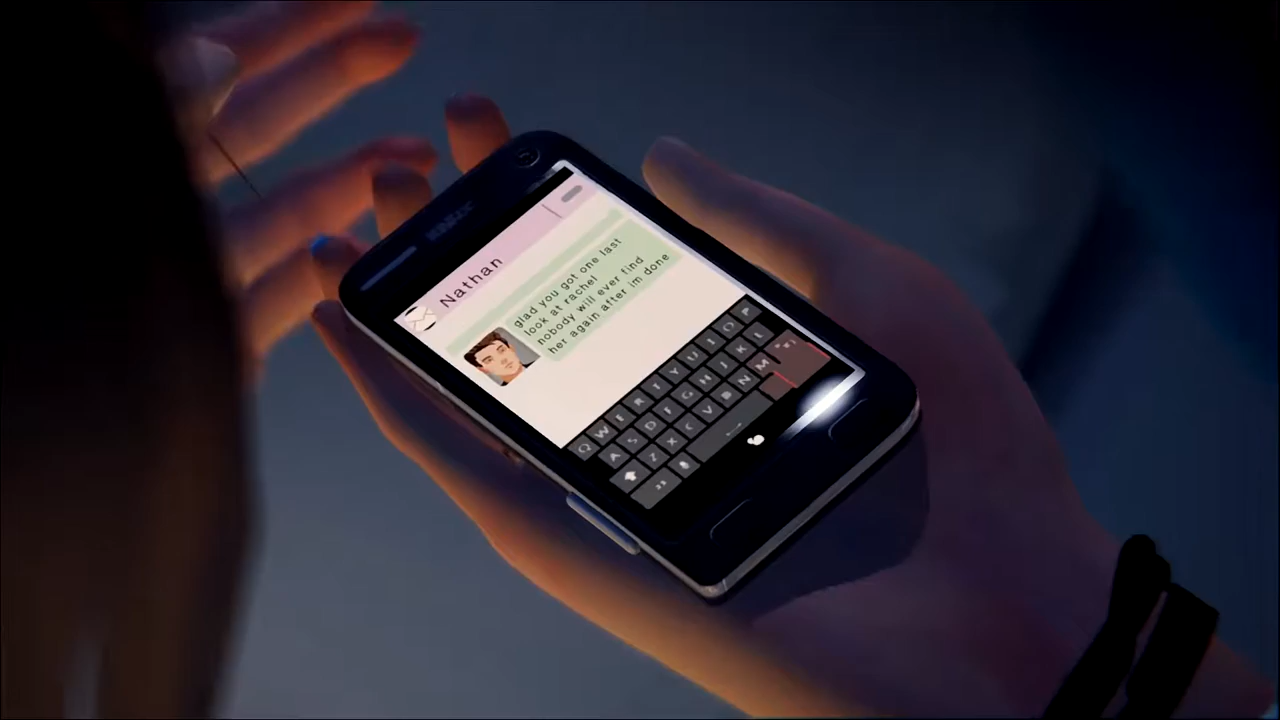 Nathan
glad you got one last
look at rachel
nobody will ever find
her again after im done
Q W E R T Y U I O P
A S D F G H J K L
Z X C V B N M